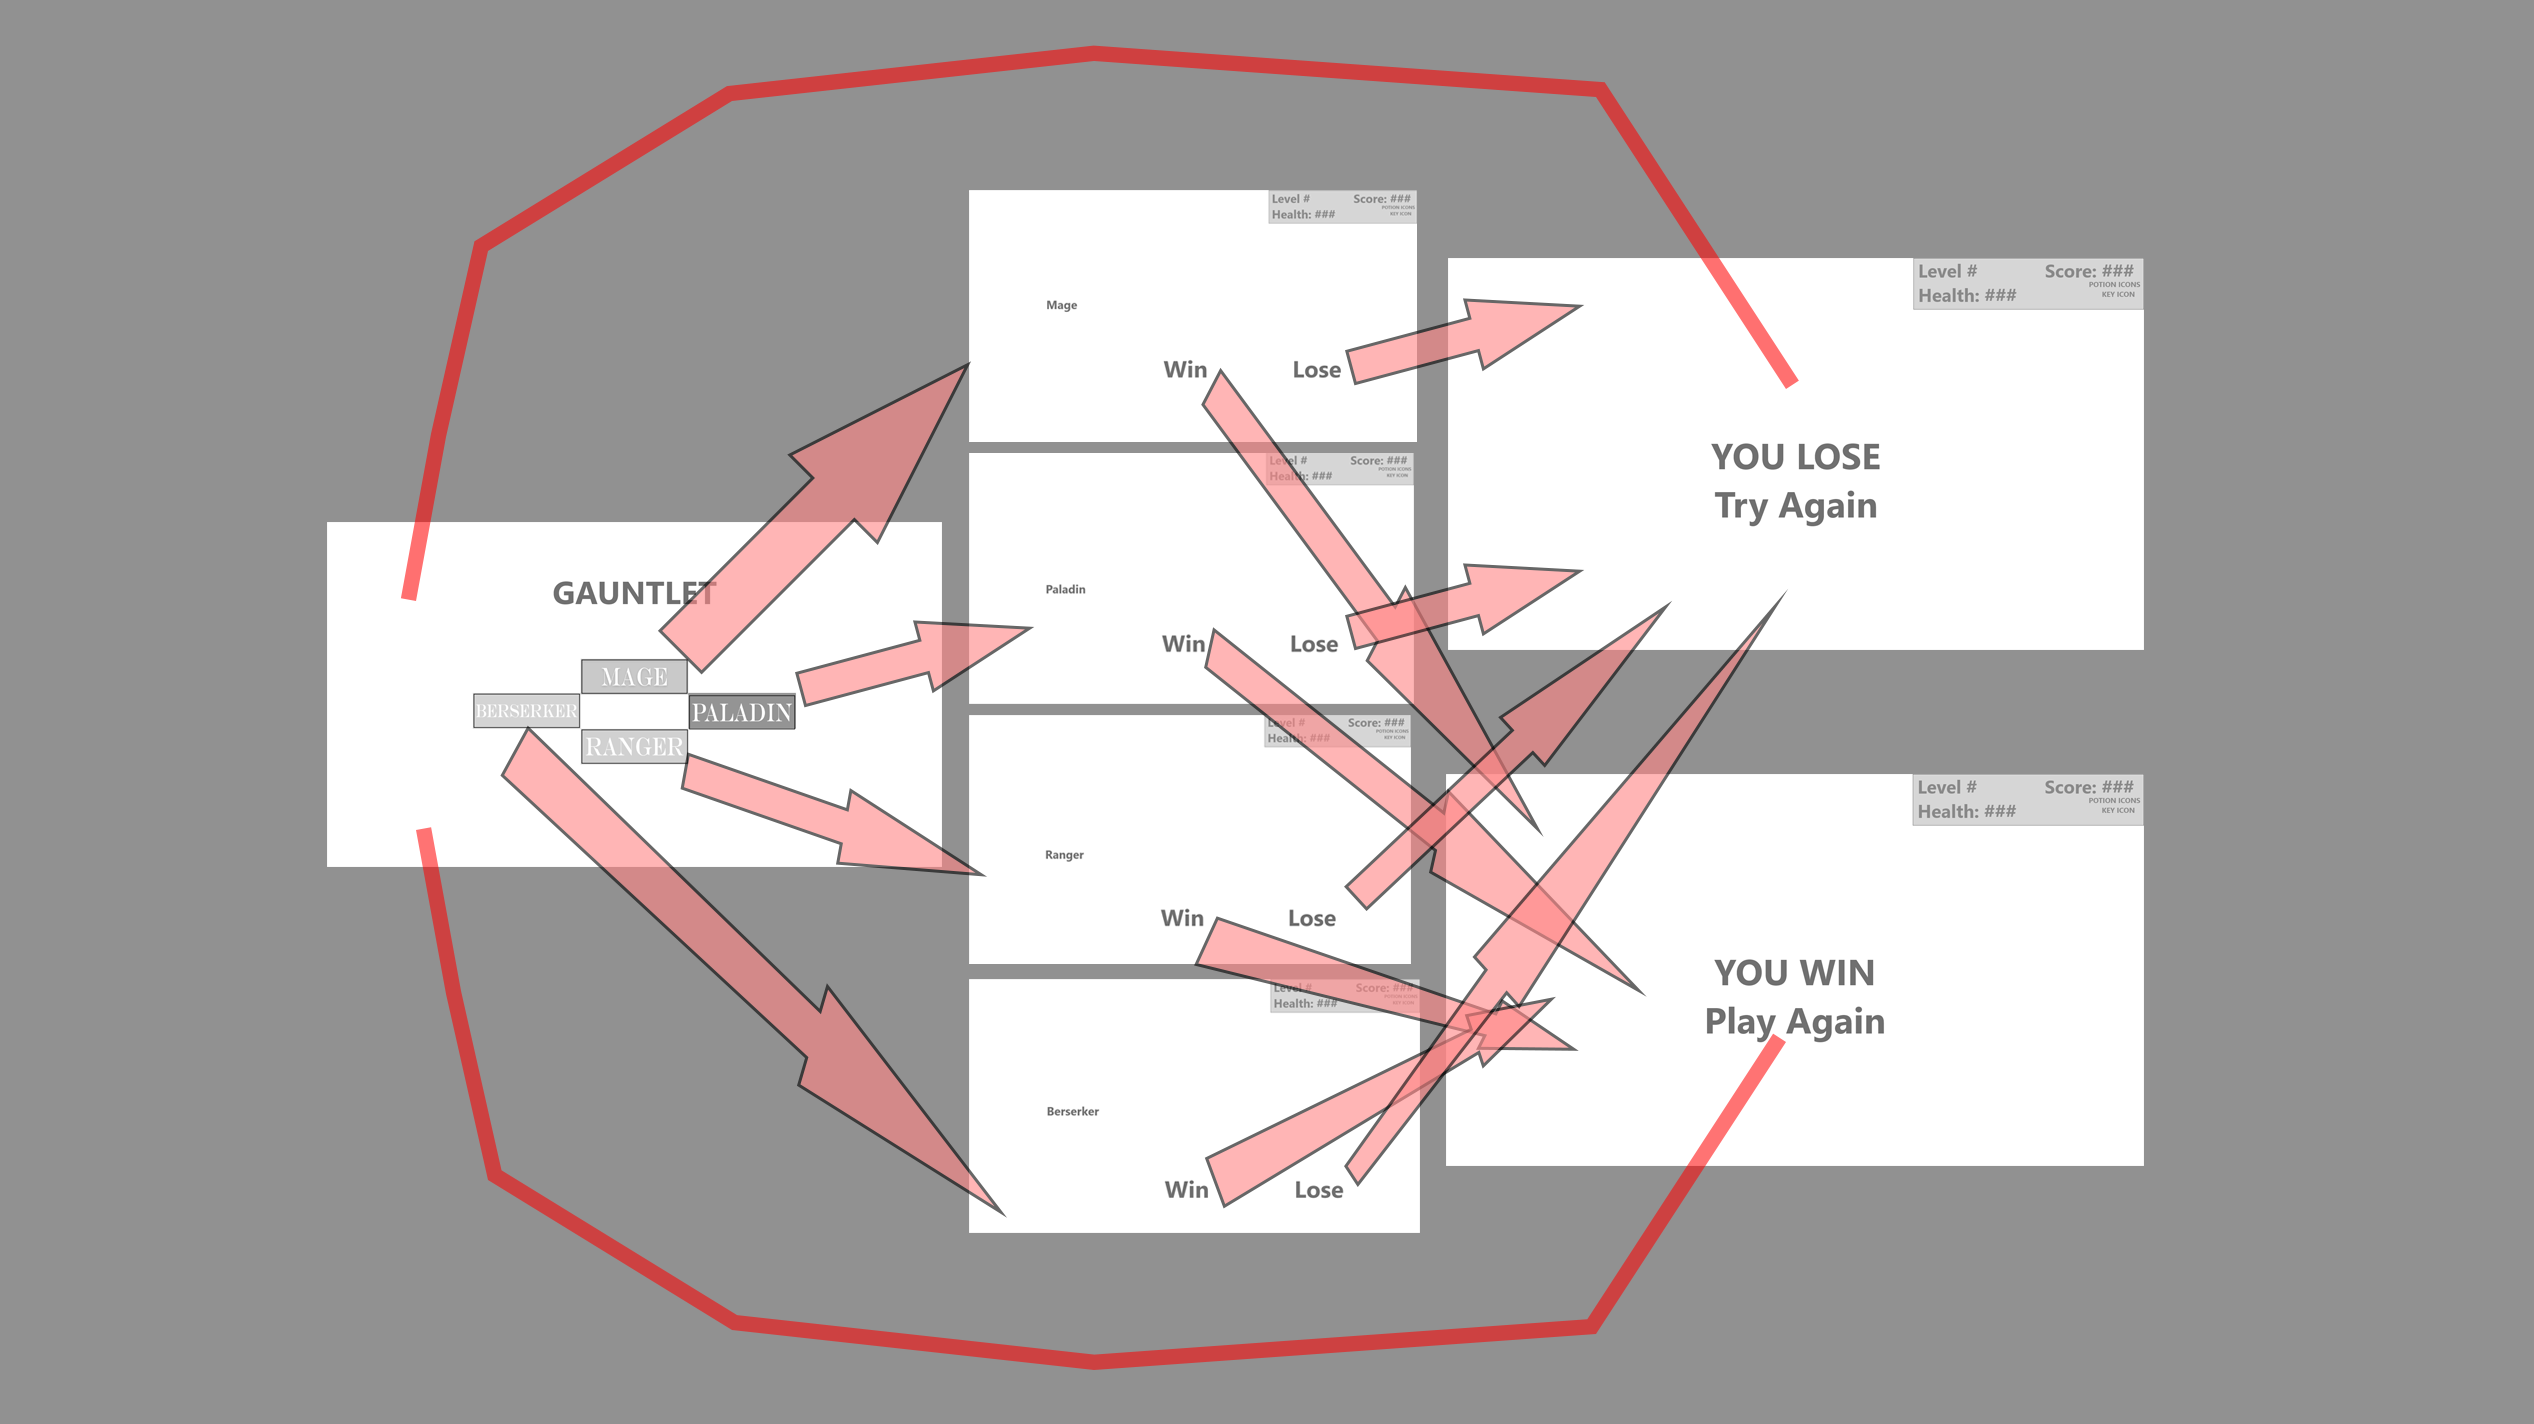 GAUNTLET
MAGE
BERSERKER
PALADIN
RANGER
Level # Score: ###
POTION ICONS
Health: ### KEY ICON
Mage
Win Lose
Level # Score: ###
POTION ICONS
Health: ### KEY ICON
Paladin
Win Lose
Level # Score: ###
POTION ICONS
Health: ### KEY ICON
Ranger
Win Lose
Level # Score: ###
POTION ICONS
Health: ### KEY ICON
Berserker
Win Lose
Level # Score: ###
POTION ICONS
Health: ### KEY ICON
YOU LOSE
Try Again
Level # Score: ###
POTION ICONS
Health: ### KEY ICON
YOU WIN
Play Again